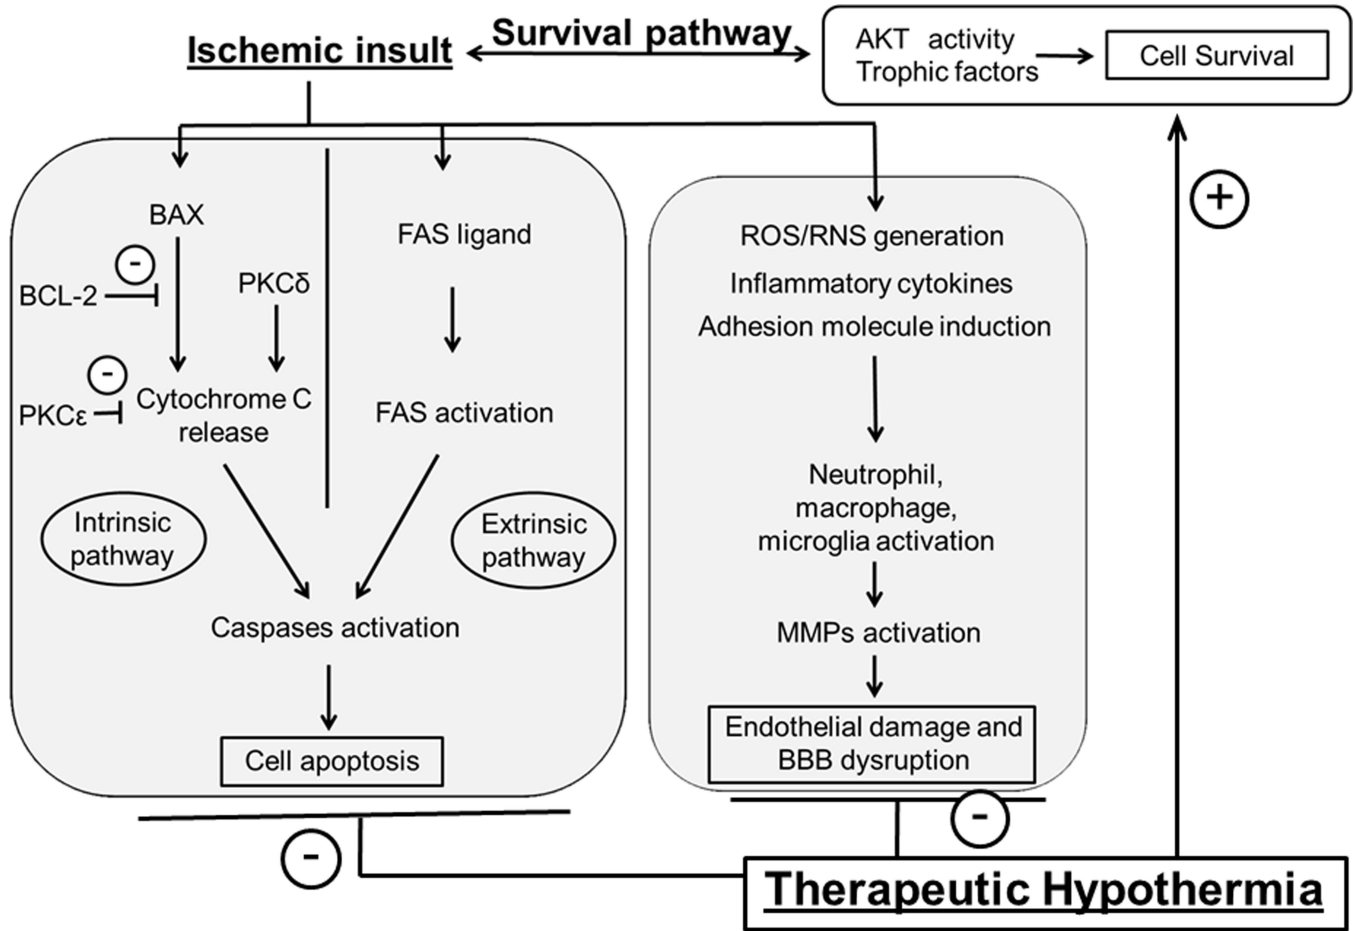 Ischemic insult
Survival pathway
AKT activity
Trophic factors
Cell Survival
+
BAX
-
BCL-2
PKCδ
-
PKCε
Cytochrome C
release
Intrinsic
pathway
FAS ligand
FAS activation
Extrinsic
pathway
Caspases activation
Cell apoptosis
-
ROS/RNS generation
Inflammatory cytokines
Adhesion molecule induction
Neutrophil,
macrophage,
microglia activation
MMPs activation
Endothelial damage and
BBB dysruption
-
Therapeutic Hypothermia